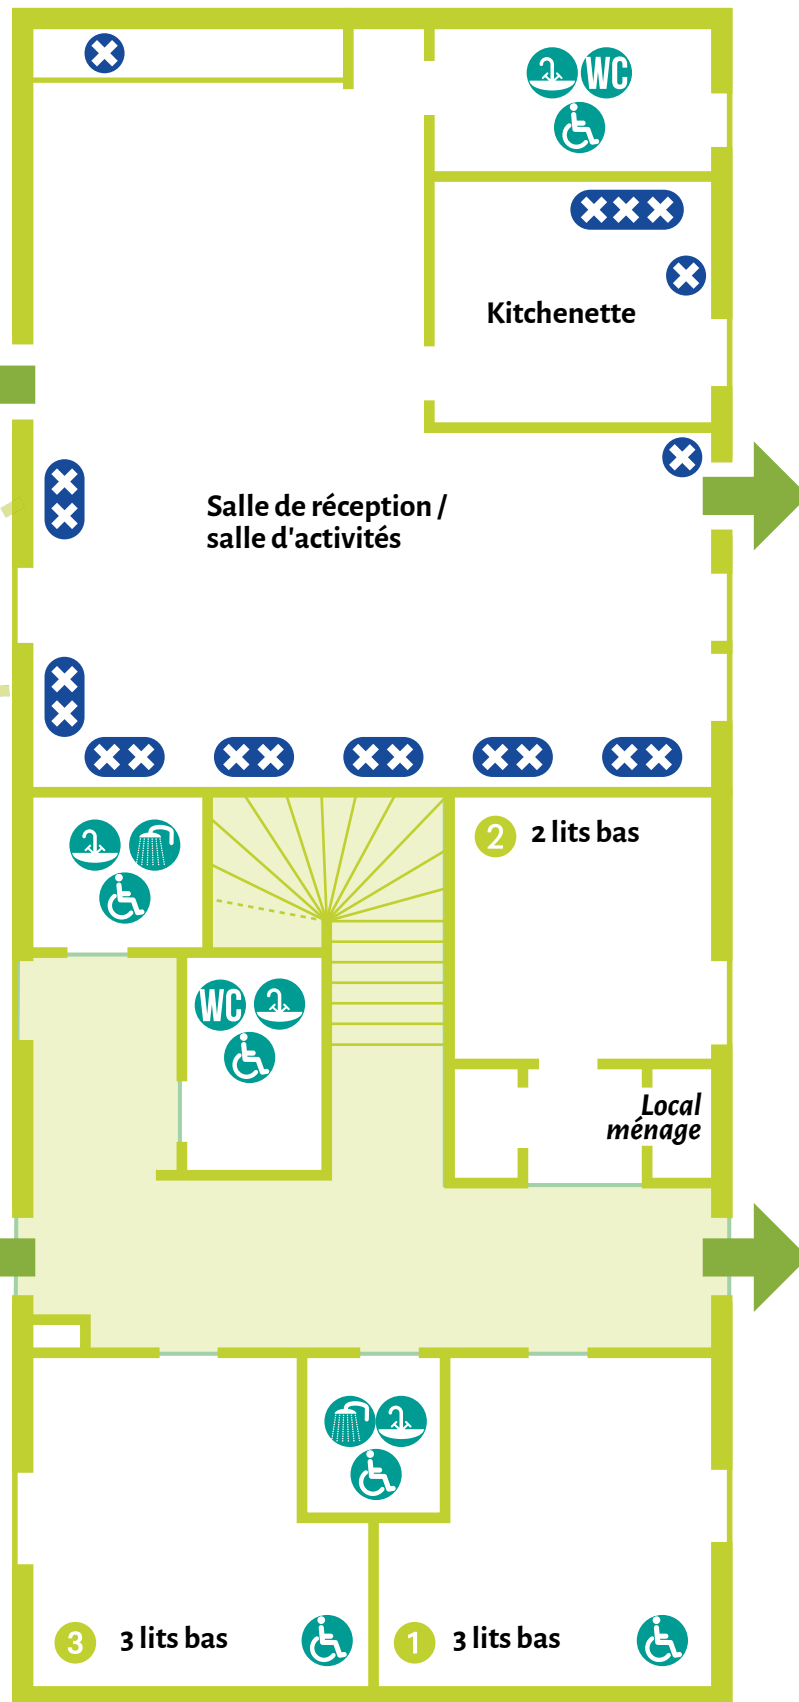 WC
Kitchenette
Salle de réception /
salle d'activités
2 2 lits bas
WC
Local
ménage
3 3 lits bas
1 3 lits bas